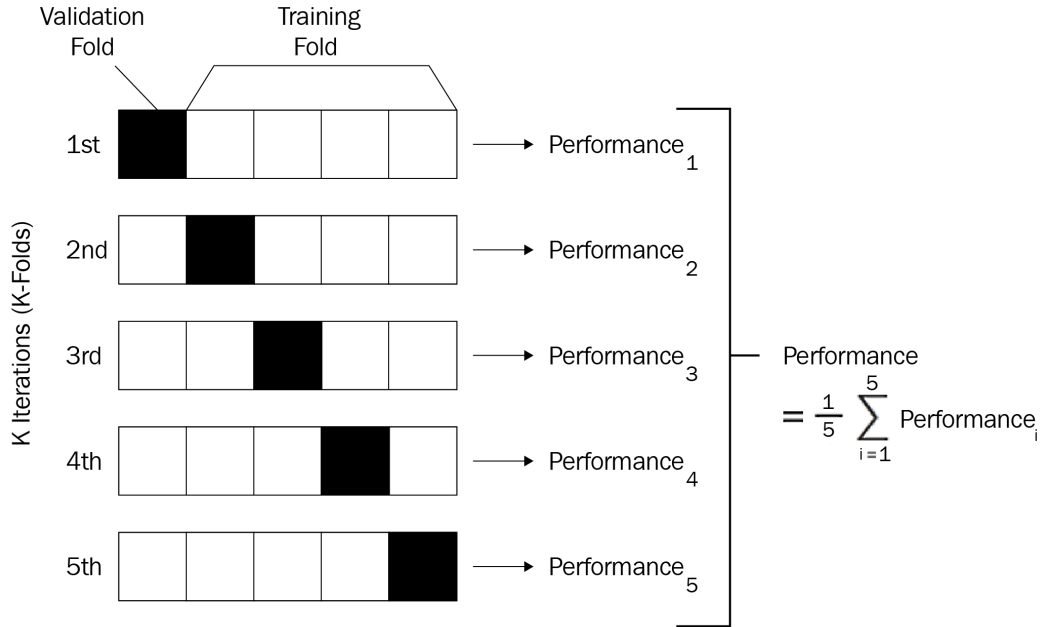 Validation
Fold
Training
Fold
K Iterations (K-Folds)
1st
Performance1
2nd
Performance2
3rd
Performance3
4th
Performance4
5th
Performance5
Performance
= 1/5 5∑i=1 Performancei